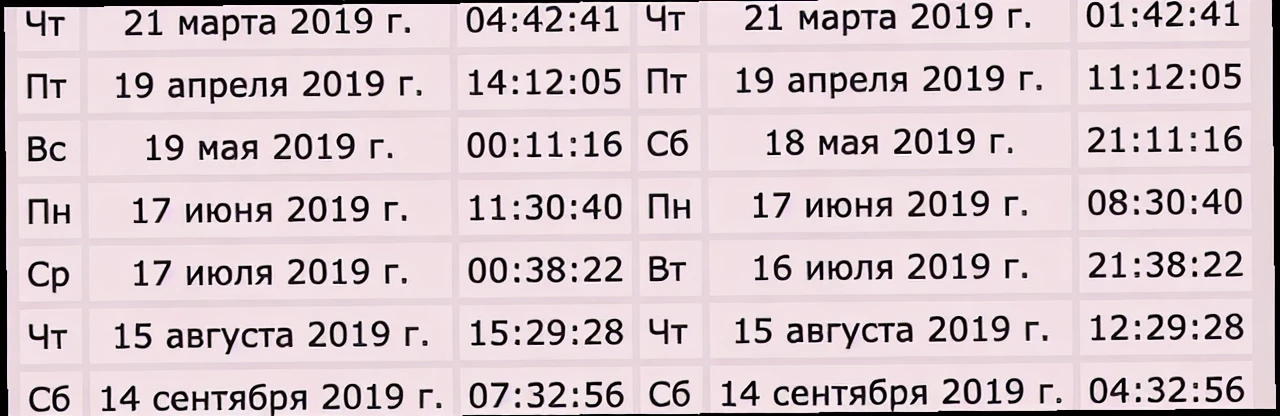 Чт 21 марта 2019 г. 04:42:41 Чт 21 марта 2019 г. 01:42:41
Пт 19 апреля 2019 г. 14:12:05 Пт 19 апреля 2019 г. 11:12:05
Вс 19 мая 2019 г. 00:11:16 Сб 18 мая 2019 г. 21:11:16
Пн 17 июня 2019 г. 11:30:40 Пн 17 июня 2019 г. 08:30:40
Ср 17 июля 2019 г. 00:38:22 Вт 16 июля 2019 г. 21:38:22
Чт 15 августа 2019 г. 15:29:28 Чт 15 августа 2019 г. 12:29:28
Сб 14 сентября 2019 г. 07:32:56 Сб 14 сентября 2019 г. 04:32:56